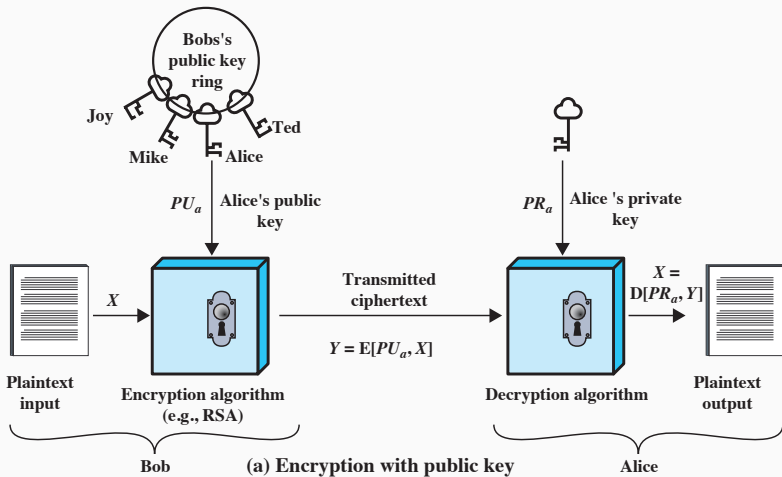 Bobs's
public key
ring
Joy
Ted
Mike
Alice
PUa
Alice's public
key
PRa
Alice 's private
key
X
Transmitted
ciphertext
X =
D[PRa, Y]
Y = E[PUa, X]
Plaintext
input
Encryption algorithm
(e.g., RSA)
Decryption algorithm
Plaintext
output
Bob
(a) Encryption with public key
Alice